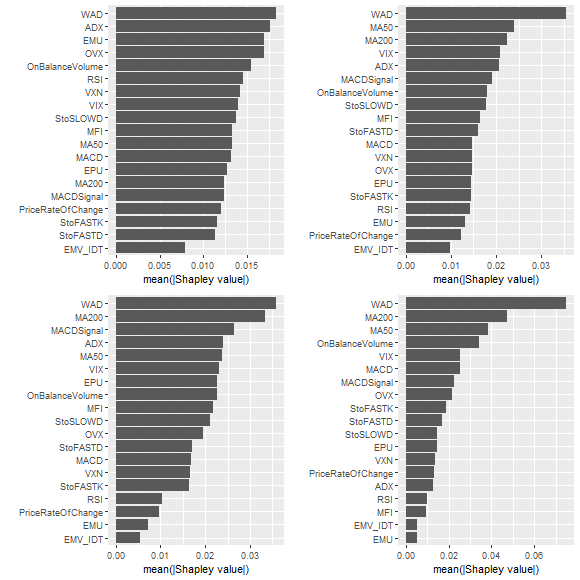 WAD
ADX
EMU
OVX
OnBalanceVolume
RSI
VXN
VIX
StoSLOWD
MFI
MA50
MACD
EPU
MA200
MACDSignal
PriceRateOfChange
StoFASTK
StoFASTD
EMV_IDT
0.000 0.005 0.010 0.015
mean(|Shapley value|)
WAD
MA50
MA200
VIX
ADX
MACDSignal
OnBalanceVolume
StoSLOWD
MFI
StoFASTD
MACD
VXN
OVX
EPU
StoFASTK
RSI
EMU
PriceRateOfChange
EMV_IDT
0.00 0.01 0.02 0.03
mean(|Shapley value|)
WAD
MA200
MACDSignal
ADX
MA50
VIX
EPU
OnBalanceVolume
MFI
StoSLOWD
OVX
StoFASTD
MACD
VXN
StoFASTK
RSI
PriceRateOfChange
EMU
EMV_IDT
0.00 0.01 0.02 0.03
mean(|Shapley value|)
WAD
MA200
MA50
OnBalanceVolume
VIX
MACD
MACDSignal
OVX
StoFASTK
StoFASTD
StoSLOWD
EPU
VXN
PriceRateOfChange
ADX
RSI
MFI
EMV_IDT
EMU
0.00 0.02 0.04 0.06
mean(|Shapley value|)